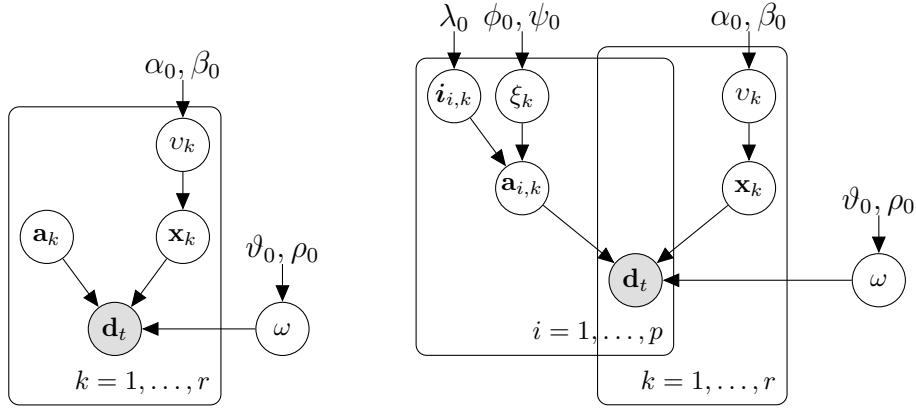 α₀, β₀
υₖ
𝐚ₖ
𝐱ₖ
ϑ₀, ρ₀
𝐝ₜ
ω
k = 1, . . . , r
λ₀
ϕ₀, ψ₀
α₀, β₀
𝒊ᵢ,ₖ
ξₖ
υₖ
𝐚ᵢ,ₖ
𝐱ₖ
ϑ₀, ρ₀
𝐝ₜ
ω
i = 1, . . . , p
k = 1, . . . , r